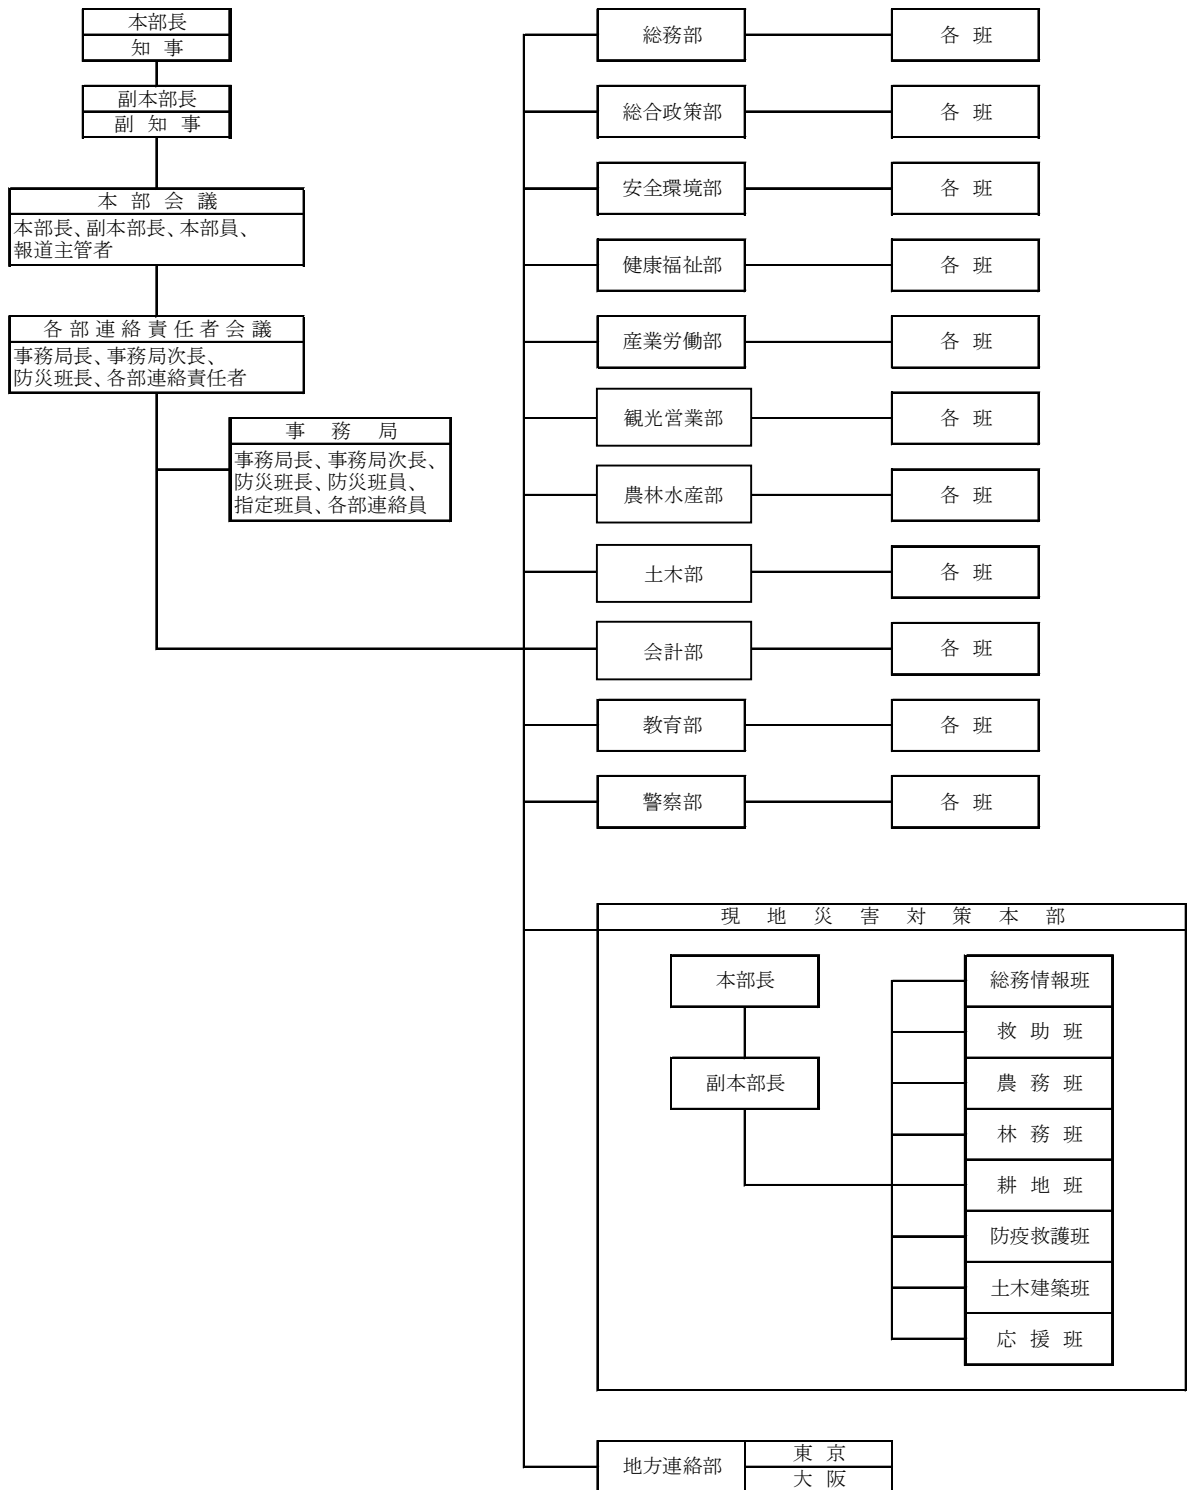 本部長
知 事
副本部長
副 知 事
本 部 会 議
本部長、副本部長、本部員、
報道主管者
各部連絡責任者会議
事務局長、事務局次長、
防災班長、各部連絡責任者
事 務 局
事務局長、事務局次長、
防災班長、防災班員、
指定班員、各部連絡員
総務部
各 班
総合政策部
各 班
安全環境部
各 班
健康福祉部
各 班
産業労働部
各 班
観光営業部
各 班
農林水産部
各 班
土木部
各 班
会計部
各 班
教育部
各 班
警察部
各 班
現 地 災 害 対 策 本 部
本部長
副本部長
総務情報班
救 助 班
農 務 班
林 務 班
耕 地 班
防疫救護班
土木建築班
応 援 班
地方連絡部
東 京
大 阪